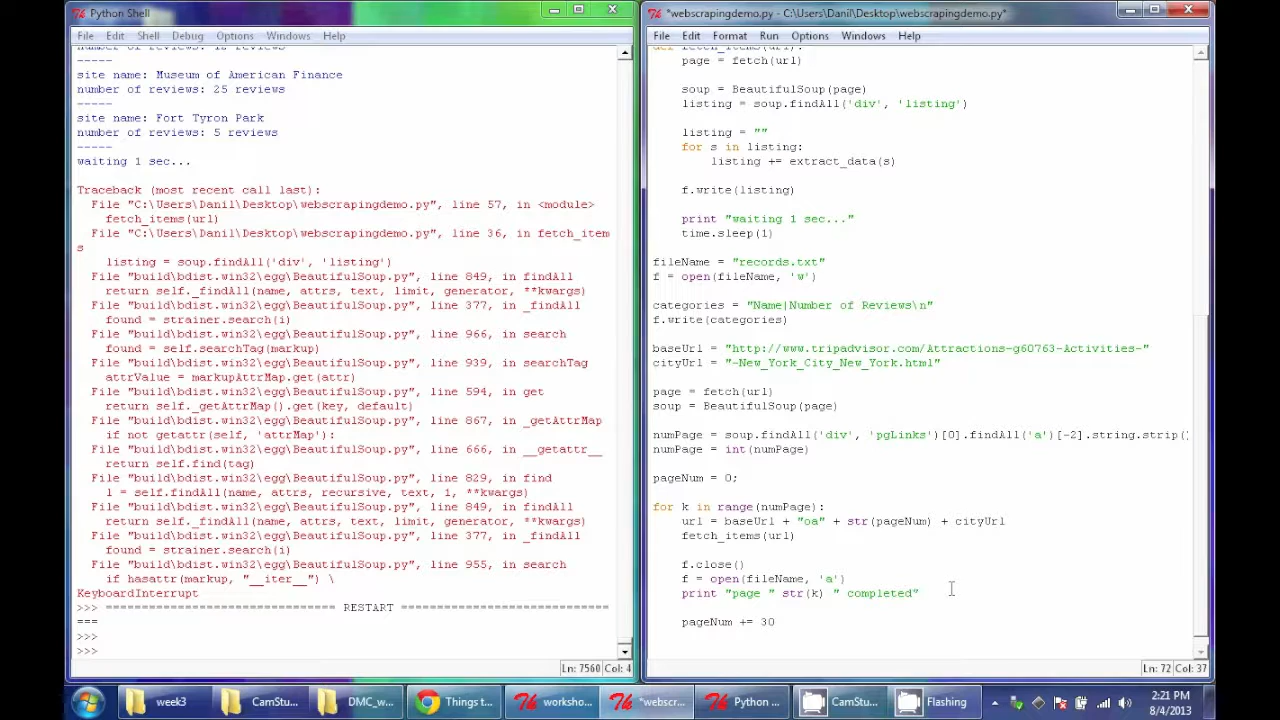 Python Shell
File Edit Shell Debug Options Windows Help
-----
site name: Museum of American Finance
number of reviews: 25 reviews
-----
site name: Fort Tyron Park
number of reviews: 5 reviews
-----
waiting 1 sec...
Traceback (most recent call last):
File "C:\Users\Danil\Desktop\webscrapingdemo.py", line 57, in <module>
fetch_items(url)
File "C:\Users\Danil\Desktop\webscrapingdemo.py", line 36, in fetch_item
s
listing = soup.findAll('div', 'listing')
File "build\bdist.win32\egg\BeautifulSoup.py", line 849, in findAll
return self._findAll(name, attrs, text, limit, generator, **kwargs)
File "build\bdist.win32\egg\BeautifulSoup.py", line 377, in _findAll
found = strainer.search(i)
File "build\bdist.win32\egg\BeautifulSoup.py", line 966, in search
found = self.searchTag(markup)
File "build\bdist.win32\egg\BeautifulSoup.py", line 939, in searchTag
attrValue = markupAttrMap.get(attr)
File "build\bdist.win32\egg\BeautifulSoup.py", line 594, in get
return self._getAttrMap().get(key, default)
File "build\bdist.win32\egg\BeautifulSoup.py", line 867, in _getAttrMap
if not getattr(self, 'attrMap'):
File "build\bdist.win32\egg\BeautifulSoup.py", line 666, in __getattr__
return self.find(tag)
File "build\bdist.win32\egg\BeautifulSoup.py", line 829, in find
l = self.findAll(name, attrs, recursive, text, 1, **kwargs)
File "build\bdist.win32\egg\BeautifulSoup.py", line 849, in findAll
return self._findAll(name, attrs, text, limit, generator, **kwargs)
File "build\bdist.win32\egg\BeautifulSoup.py", line 377, in _findAll
found = strainer.search(i)
File "build\bdist.win32\egg\BeautifulSoup.py", line 955, in search
if hasattr(markup, "__iter__") \
KeyboardInterrupt
>>> ================================ RESTART ============================
===
>>>
>>>
Ln: 7560 Col: 4
*webscrapingdemo.py - C:\Users\Danil\Desktop\webscrapingdemo.py*
File Edit Format Run Options Windows Help
page = fetch(url)
soup = BeautifulSoup(page)
listing = soup.findAll('div', 'listing')
listing = ""
for s in listing:
listing += extract_data(s)
f.write(listing)
print "waiting 1 sec..."
time.sleep(1)
fileName = "records.txt"
f = open(fileName, 'w')
categories = "Name|Number of Reviews\n"
f.write(categories)
baseUrl = "http://www.tripadvisor.com/Attractions-g60763-Activities-"
cityUrl = "-New_York_City_New_York.html"
page = fetch(url)
soup = BeautifulSoup(page)
numPage = soup.findAll('div', 'pgLinks')[0].findAll('a')[-2].string.strip()
numPage = int(numPage)
pageNum = 0;
for k in range(numPage):
url = baseUrl + "oa" + str(pageNum) + cityUrl
fetch_items(url)
f.close()
f = open(fileName, 'a')
print "page " str(k) " completed"
pageNum += 30
Ln: 72 Col: 37
week3
CamStu...
DMC_w...
Things t...
worksho...
*webscr...
Python ...
CamStu...
Flashing
2:21 PM
8/4/2013